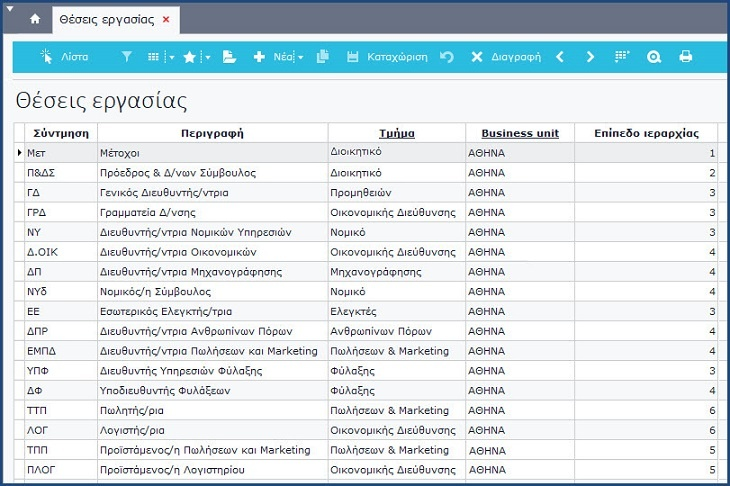 Θέσεις εργασίας
Λίστα Νέα Καταχώριση Διαγραφή
Θέσεις εργασίας
Σύντμηση Περιγραφή Τμήμα Business unit Επίπεδο ιεραρχίας
Μετ Μέτοχοι Διοικητικό ΑΘΗΝΑ 1
Π&ΔΣ Πρόεδρος & Δ/νων Σύμβουλος Διοικητικό ΑΘΗΝΑ 2
ΓΔ Γενικός Διευθυντής/ντρια Προμηθειών ΑΘΗΝΑ 3
ΓΡΔ Γραμματεία Δ/νσης Οικονομικής Διεύθυνσης ΑΘΗΝΑ 3
ΝΥ Διευθυντής/ντρια Νομικών Υπηρεσιών Νομικό ΑΘΗΝΑ 3
Δ.ΟΙΚ Διευθυντής/ντρια Οικονομικών Οικονομικής Διεύθυνσης ΑΘΗΝΑ 4
ΔΠ Διευθυντής/ντρια Μηχανογράφησης Μηχανογράφησης ΑΘΗΝΑ 4
ΝΥδ Νομικός/η Σύμβουλος Νομικό ΑΘΗΝΑ 4
ΕΕ Εσωτερικός Ελεγκτής/τρια Ελεγκτές ΑΘΗΝΑ 3
ΔΠΡ Διευθυντής/ντρια Ανθρωπίνων Πόρων Ανθρωπίνων Πόρων ΑΘΗΝΑ 4
ΕΜΠΔ Διευθυντής/ντρια Πωλήσεων και Marketing Πωλήσεων & Marketing ΑΘΗΝΑ 4
ΥΠΦ Διευθυντής Υπηρεσιών Φύλαξης Φύλαξης ΑΘΗΝΑ 3
ΔΦ Υποδιευθυντής Φυλάξεων Φύλαξης ΑΘΗΝΑ 4
ΤΤΠ Πωλητής/ρια Πωλήσεων & Marketing ΑΘΗΝΑ 6
ΛΟΓ Λογιστής/ρια Οικονομικής Διεύθυνσης ΑΘΗΝΑ 6
ΤΠΠ Προϊστάμενος/η Πωλήσεων και Marketing Πωλήσεων & Marketing ΑΘΗΝΑ 5
ΠΛΟΓ Προϊστάμενος/η Λογιστηρίου Οικονομικής Διεύθυνσης ΑΘΗΝΑ 5